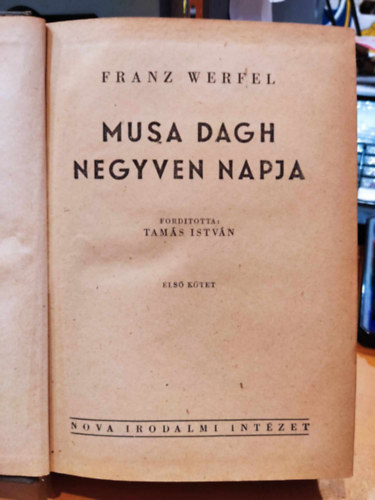 FRANZ WERFEL
MUSA DAGH
NEGYVEN NAPJA
FORDITOTTA:
TAMÁS ISTVÁN
ELSŐ KÖTET
NOVA IRODALMI INTÉZET